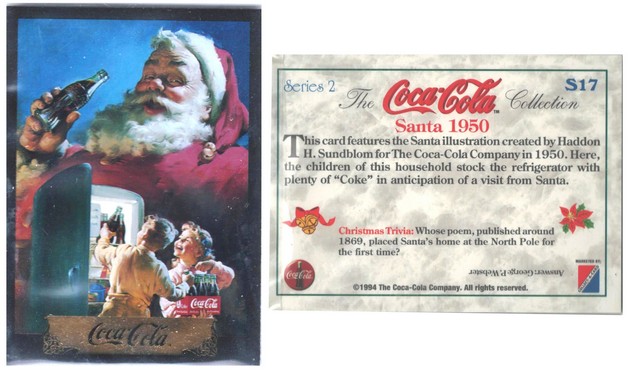 Coca-Cola
Coca-Cola
Series 2
The Coca-Cola Collection
S17
Santa 1950
This card features the Santa illustration created by Haddon
H. Sundblom for The Coca-Cola Company in 1950. Here,
the children of this household stock the refrigerator with
plenty of “Coke” in anticipation of a visit from Santa.
Christmas Trivia: Whose poem, published around
1869, placed Santa's home at the North Pole for
the first time?
Answer: George P. Webster
Coca-Cola
©1994 The Coca-Cola Company. All rights reserved.